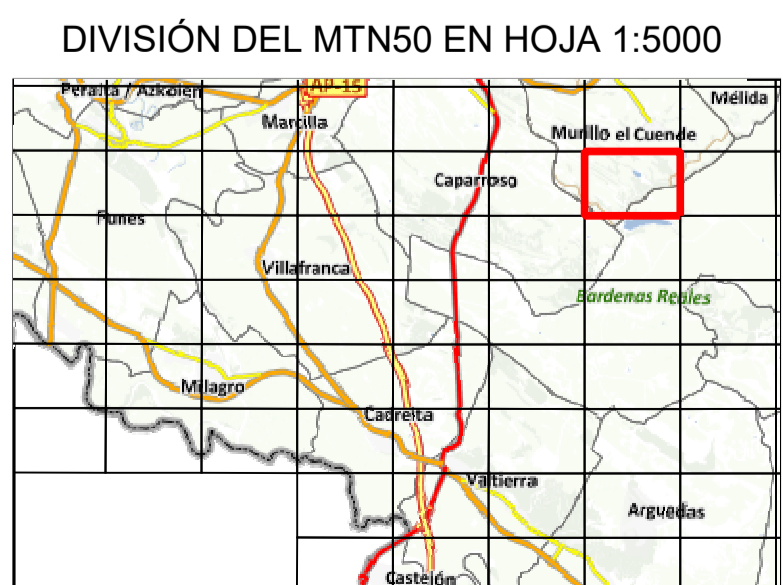 DIVISIÓN DEL MTN50 EN HOJA 1:5000
Peralta / Azkoien
AP-15
Mélida
Marcilla
Murillo el Cuende
Caparroso
Funes
Villafranca
Bardenas Reales
Milagro
Cadreita
Valtierra
Arguedas
Castejón